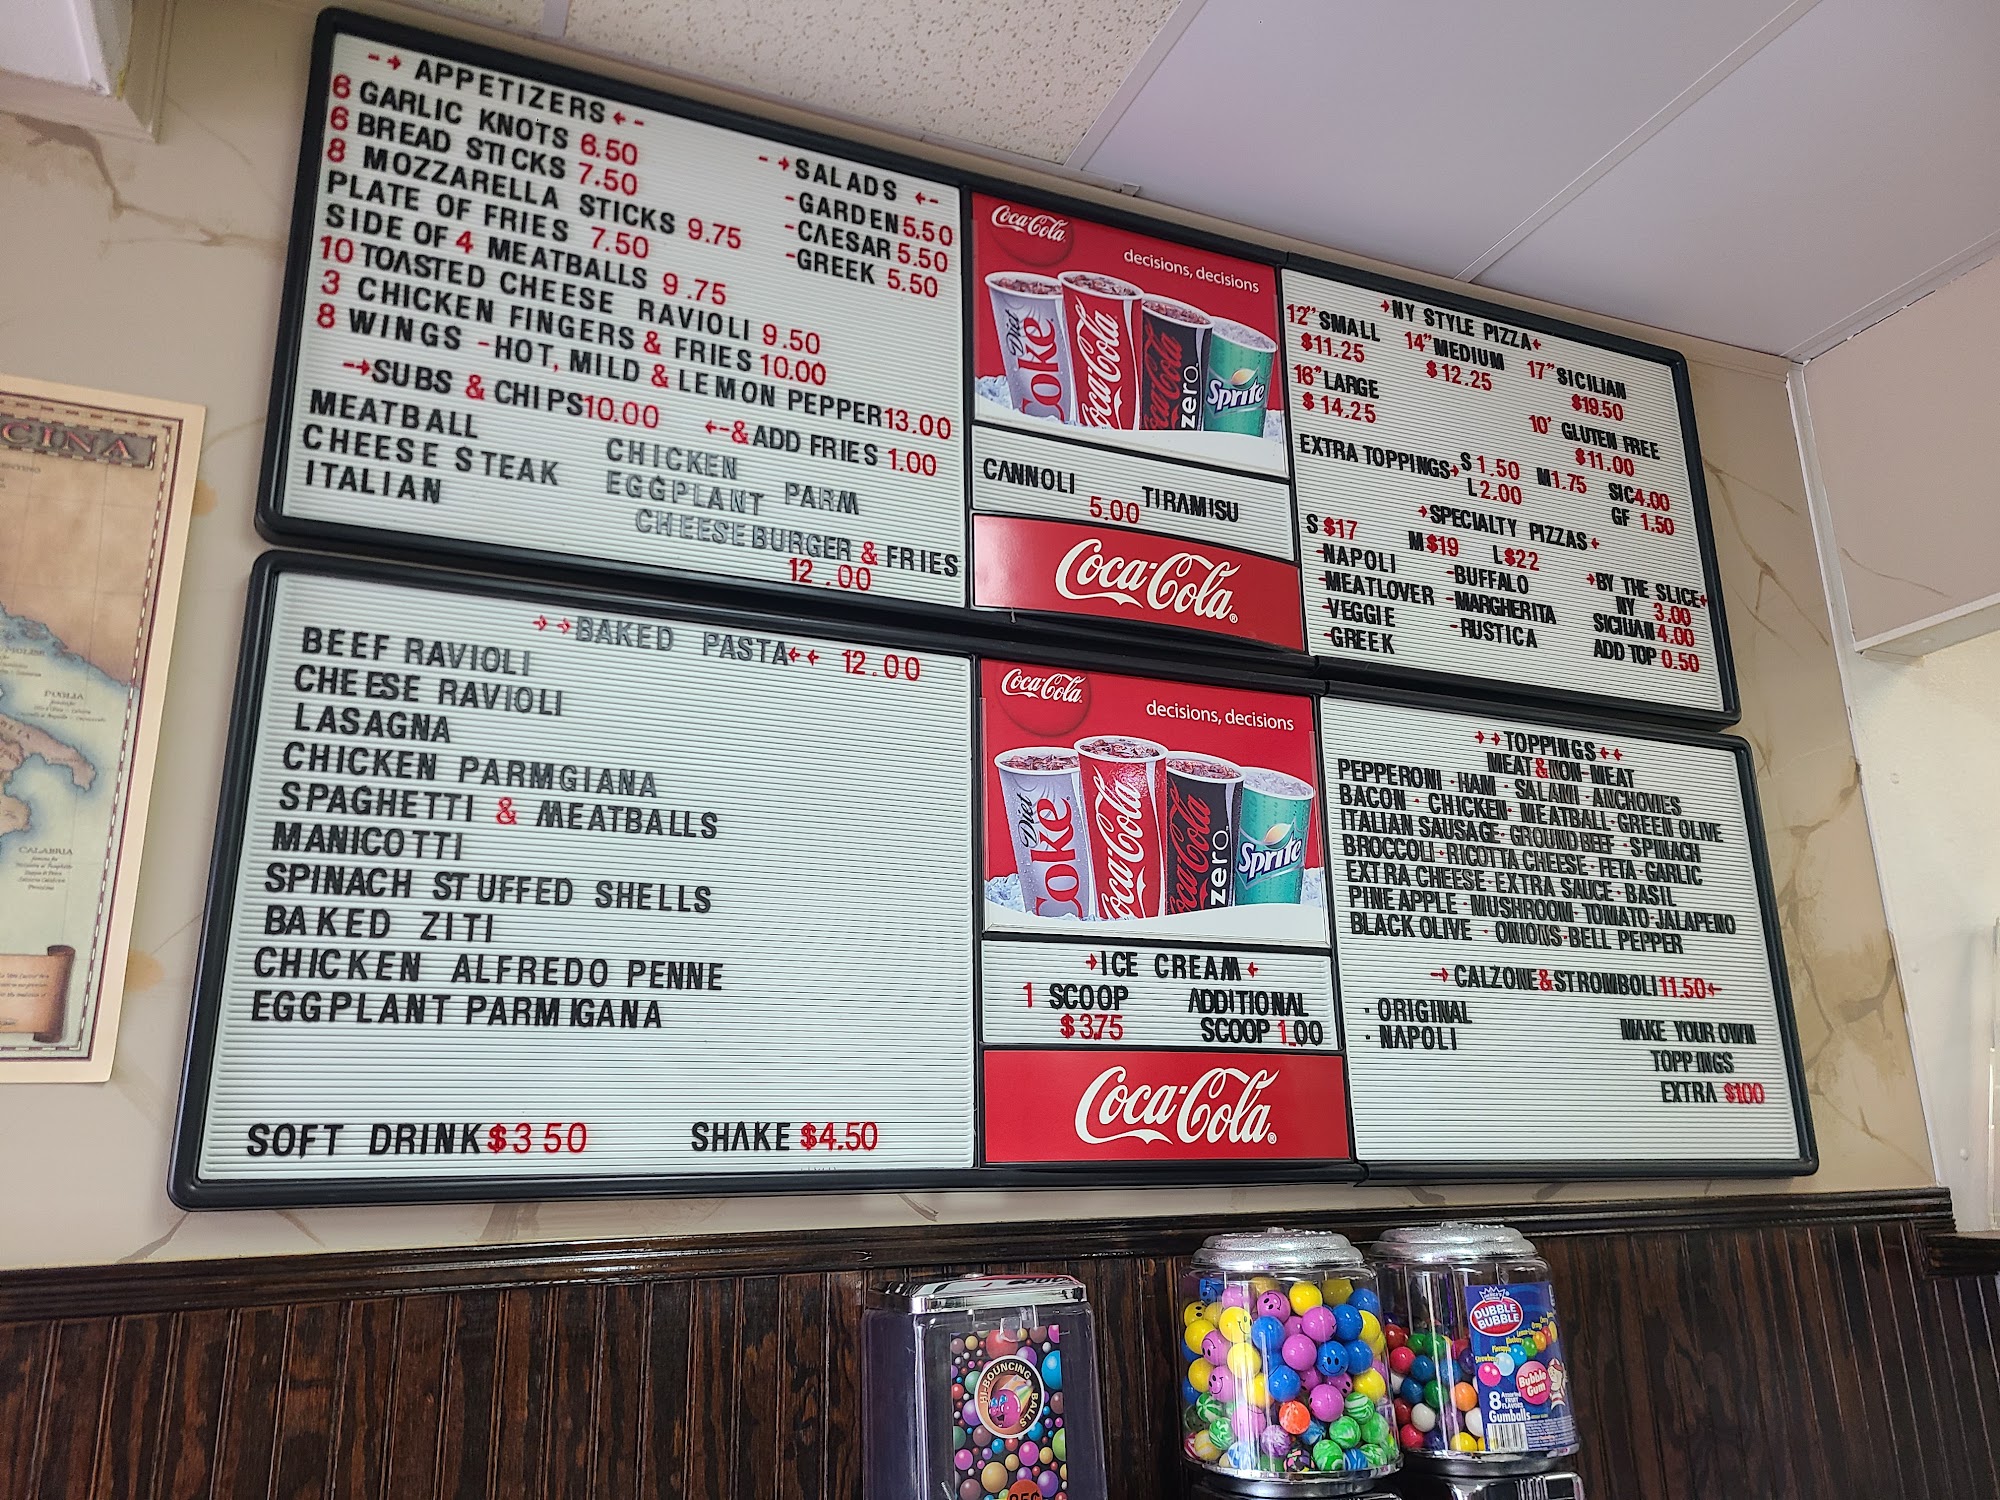 → APPETIZERS ←
6 GARLIC KNOTS 6.50
6 BREAD STICKS 7.50
8 MOZZARELLA STICKS 9.75
PLATE OF FRIES 7.50
SIDE OF 4 MEATBALLS 9.75
10 TOASTED CHEESE RAVIOLI 9.50
3 CHICKEN FINGERS & FRIES 10.00
8 WINGS -HOT, MILD & LEMON PEPPER 13.00
-→SALADS ←-
-GARDEN 5.50
-CAESAR 5.50
-GREEK 5.50
-→SUBS & CHIPS 10.00 ←-& ADD FRIES 1.00
MEATBALL
CHEESE STEAK
ITALIAN
CHICKEN
EGGPLANT PARM
CHEESEBURGER & FRIES
12.00
Coca-Cola
decisions, decisions
Diet Coke
Coca-Cola
Coca-Cola zero
Sprite
CANNOLI 5.00 TIRAMISU
Coca-Cola
→NY STYLE PIZZA←
12" SMALL $11.25
14" MEDIUM $12.25
17" SICILIAN $19.50
16" LARGE $14.25
10' GLUTEN FREE $11.00
EXTRA TOPPINGS→ S 1.50 M 1.75 SIC 4.00
L 2.00 GF 1.50
→SPECIALTY PIZZAS←
S $17 M $19 L $22
-NAPOLI
-MEATLOVER
-VEGGIE
-GREEK
-BUFFALO
-MARGHERITA
-RUSTICA
→BY THE SLICE←
NY 3.00
SICILIAN 4.00
ADD TOP 0.50
→→BAKED PASTA←← 12.00
BEEF RAVIOLI
CHEESE RAVIOLI
LASAGNA
CHICKEN PARMGIANA
SPAGHETTI & MEATBALLS
MANICOTTI
SPINACH STUFFED SHELLS
BAKED ZITI
CHICKEN ALFREDO PENNE
EGGPLANT PARMIGANA
SOFT DRINK $3 50 SHAKE $4.50
Coca-Cola
decisions, decisions
Diet Coke
Coca-Cola
Coca-Cola zero
Sprite
→ICE CREAM←
1 SCOOP $3.75
ADDITIONAL SCOOP 1.00
Coca-Cola
→→TOPPINGS←←
MEAT & NON-MEAT
PEPPERONI · HAM · SALAMI · ANCHOVIES
BACON · CHICKEN · MEATBALL · GREEN OLIVE
ITALIAN SAUSAGE · GROUND BEEF · SPINACH
BROCCOLI · RICOTTA CHEESE · FETA · GARLIC
EXTRA CHEESE · EXTRA SAUCE · BASIL
PINEAPPLE · MUSHROOM · TOMATO · JALAPENO
BLACK OLIVE · ONIONS · BELL PEPPER
-→CALZONE & STROMBOLI 11.50←-
· ORIGINAL
· NAPOLI
MAKE YOUR OWN
TOPPINGS
EXTRA $1.00
CINA
PUGLIA
CALABRIA
HI-BOUNCING BALLS
DUBBLE BUBBLE
Bubble Gum
8
Gumballs